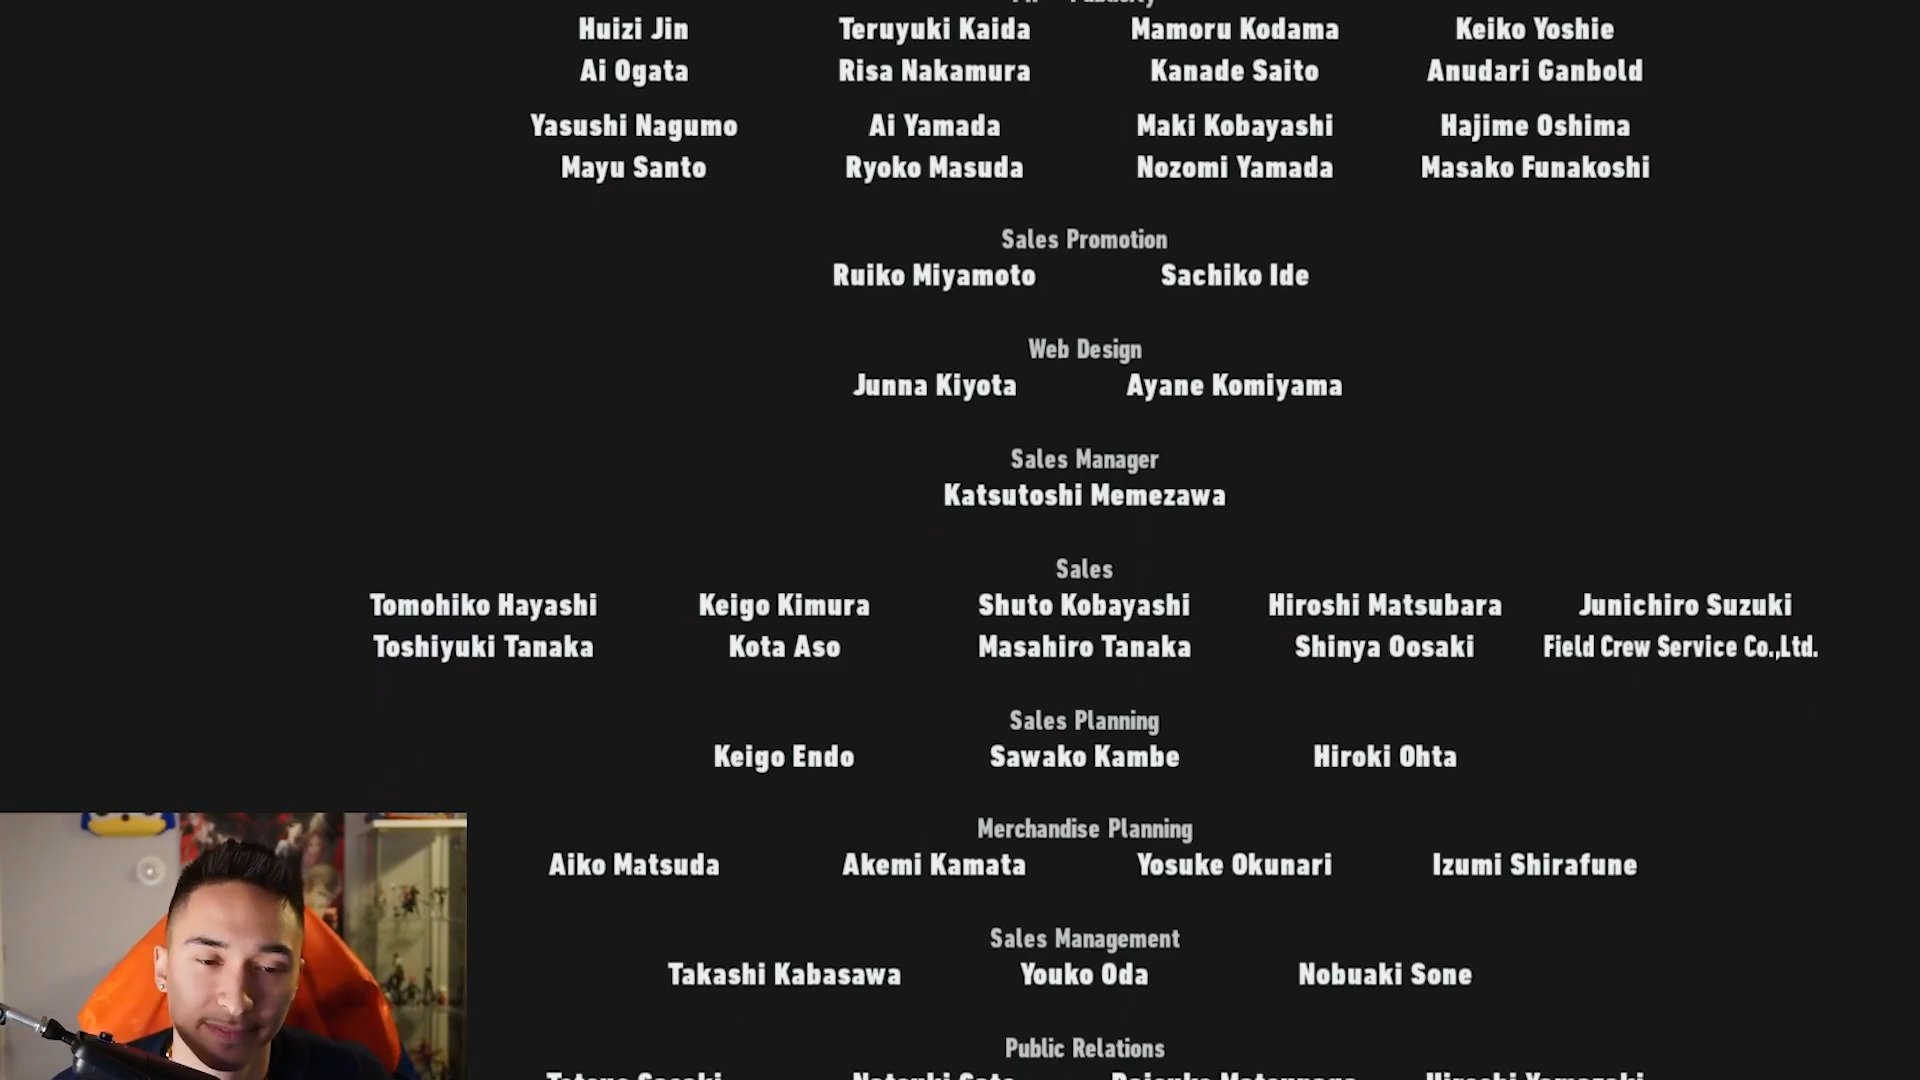 Publicity
Huizi Jin Teruyuki Kaida Mamoru Kodama Keiko Yoshie
Ai Ogata Risa Nakamura Kanade Saito Anudari Ganbold
Yasushi Nagumo Ai Yamada Maki Kobayashi Hajime Oshima
Mayu Santo Ryoko Masuda Nozomi Yamada Masako Funakoshi
Sales Promotion
Ruiko Miyamoto Sachiko Ide
Web Design
Junna Kiyota Ayane Komiyama
Sales Manager
Katsutoshi Memezawa
Sales
Tomohiko Hayashi Keigo Kimura Shuto Kobayashi Hiroshi Matsubara Junichiro Suzuki
Toshiyuki Tanaka Kota Aso Masahiro Tanaka Shinya Oosaki Field Crew Service Co.,Ltd.
Sales Planning
Keigo Endo Sawako Kambe Hiroki Ohta
Merchandise Planning
Aiko Matsuda Akemi Kamata Yosuke Okunari Izumi Shirafune
Sales Management
Takashi Kabasawa Youko Oda Nobuaki Sone
Public Relations